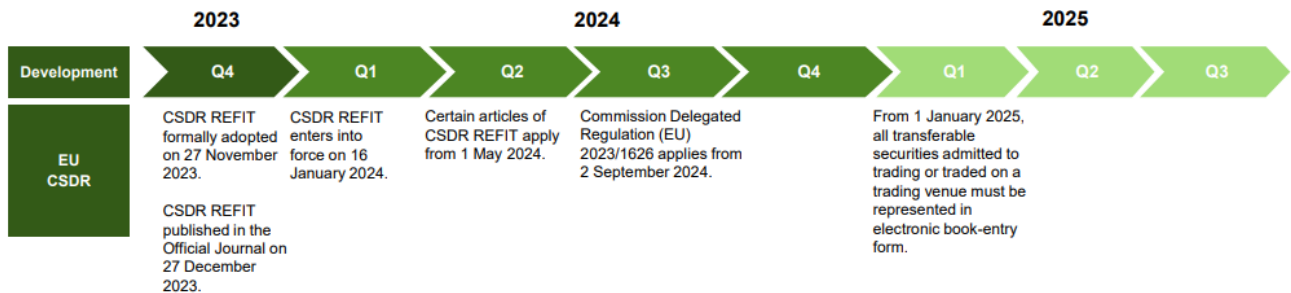 2023
2024
2025
Development
Q4
Q1
Q2
Q3
Q4
Q1
Q2
Q3
EU
CSDR
CSDR REFIT
formally adopted
on 27 November
2023.
CSDR REFIT
published in the
Official Journal on
27 December
2023.
CSDR REFIT
enters into
force on 16
January 2024.
Certain articles of
CSDR REFIT apply
from 1 May 2024.
Commission Delegated
Regulation (EU)
2023/1626 applies from
2 September 2024.
From 1 January 2025,
all transferable
securities admitted to
trading or traded on a
trading venue must be
represented in
electronic book-entry
form.